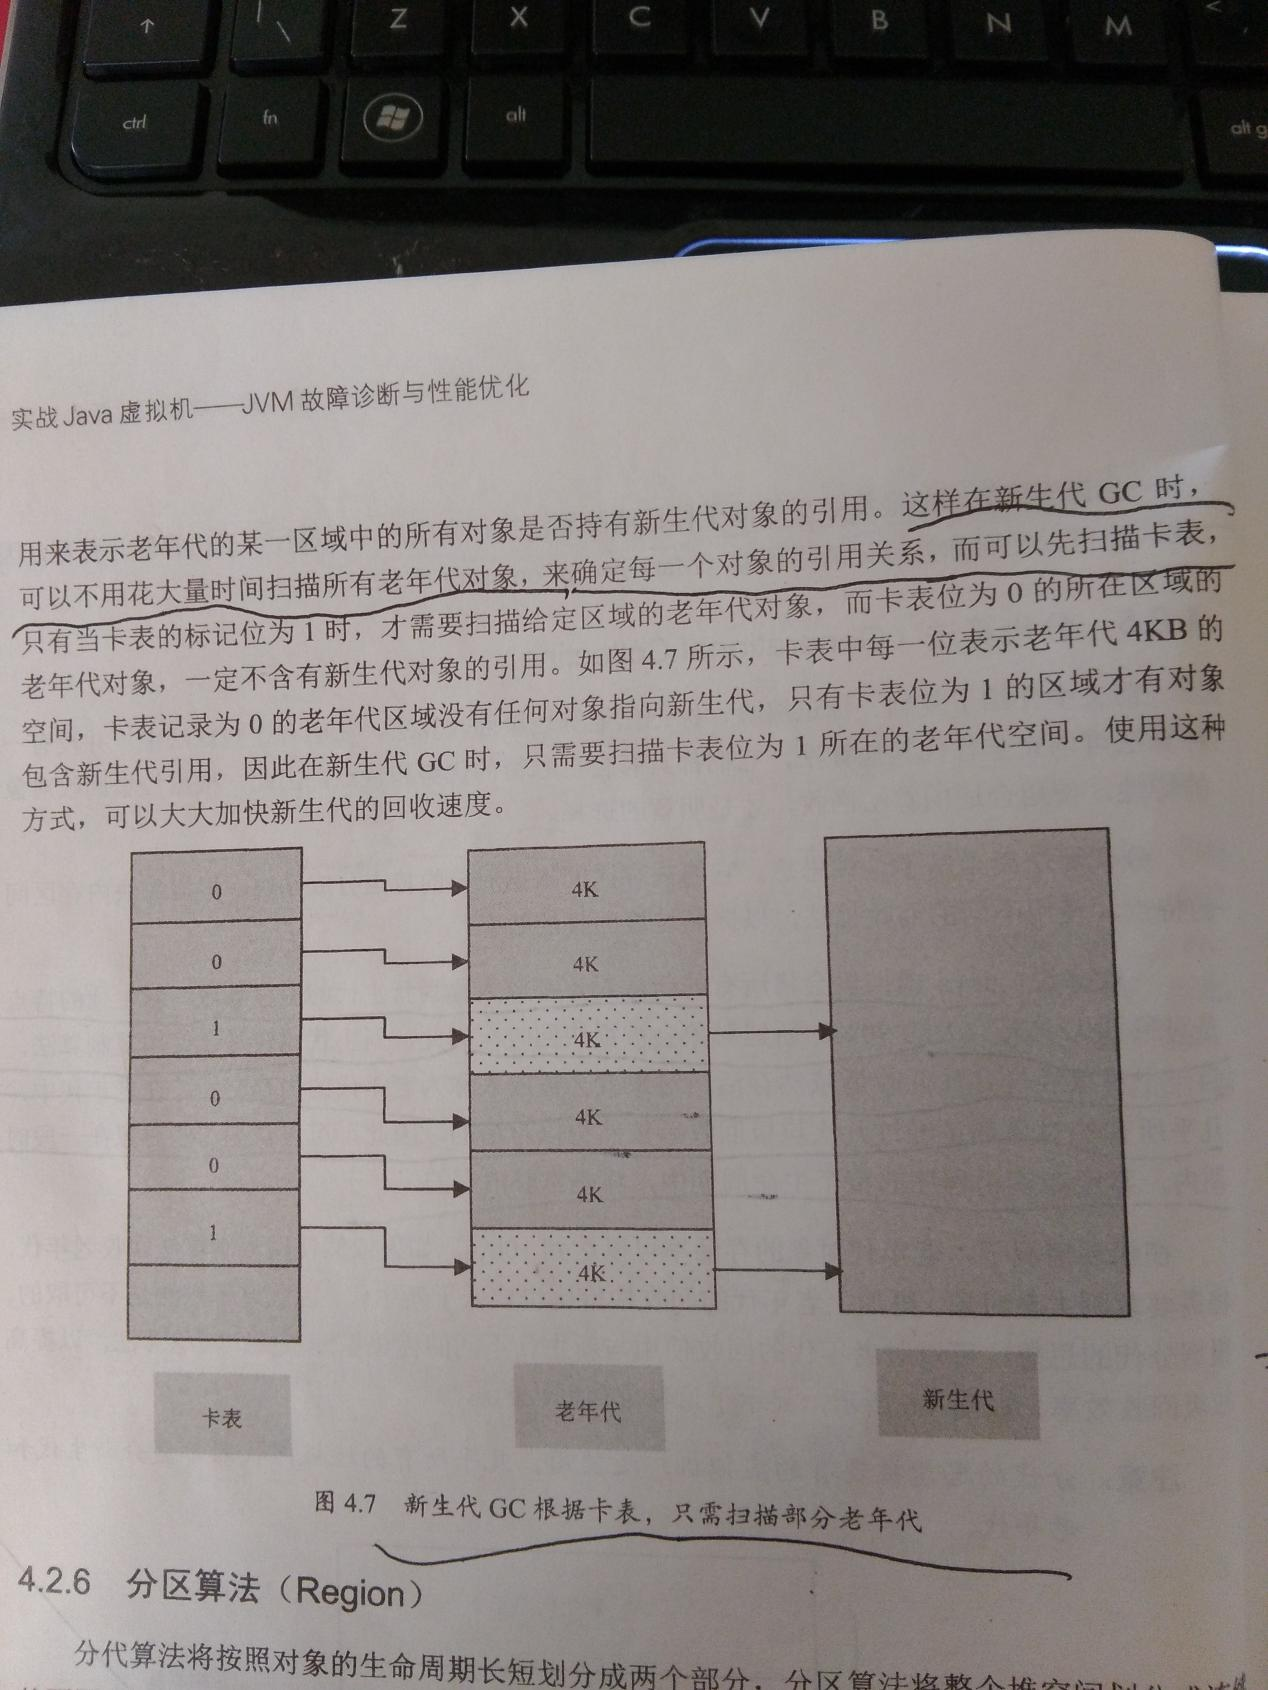 ↑
\
Z
X
C
V
B
N
M
<
ctrl
fn
alt
alt g
实战 Java 虚拟机——JVM 故障诊断与性能优化
用来表示老年代的某一区域中的所有对象是否持有新生代对象的引用。这样在新生代 GC 时，
可以不用花大量时间扫描所有老年代对象，来确定每一个对象的引用关系，而可以先扫描卡表，
只有当卡表的标记位为 1 时，才需要扫描给定区域的老年代对象，而卡表位为 0 的所在区域的
老年代对象，一定不含有新生代对象的引用。如图 4.7 所示，卡表中每一位表示老年代 4KB 的
空间，卡表记录为 0 的老年代区域没有任何对象指向新生代，只有卡表位为 1 的区域才有对象
包含新生代引用，因此在新生代 GC 时，只需要扫描卡表位为 1 所在的老年代空间。使用这种
方式，可以大大加快新生代的回收速度。
0
0
1
0
0
1
4K
4K
4K
4K
4K
4K
卡表
老年代
新生代
图 4.7 新生代 GC 根据卡表，只需扫描部分老年代
4.2.6 分区算法（Region）
分代算法将按照对象的生命周期长短划分成两个部分，分区算法将整个堆空间划分成